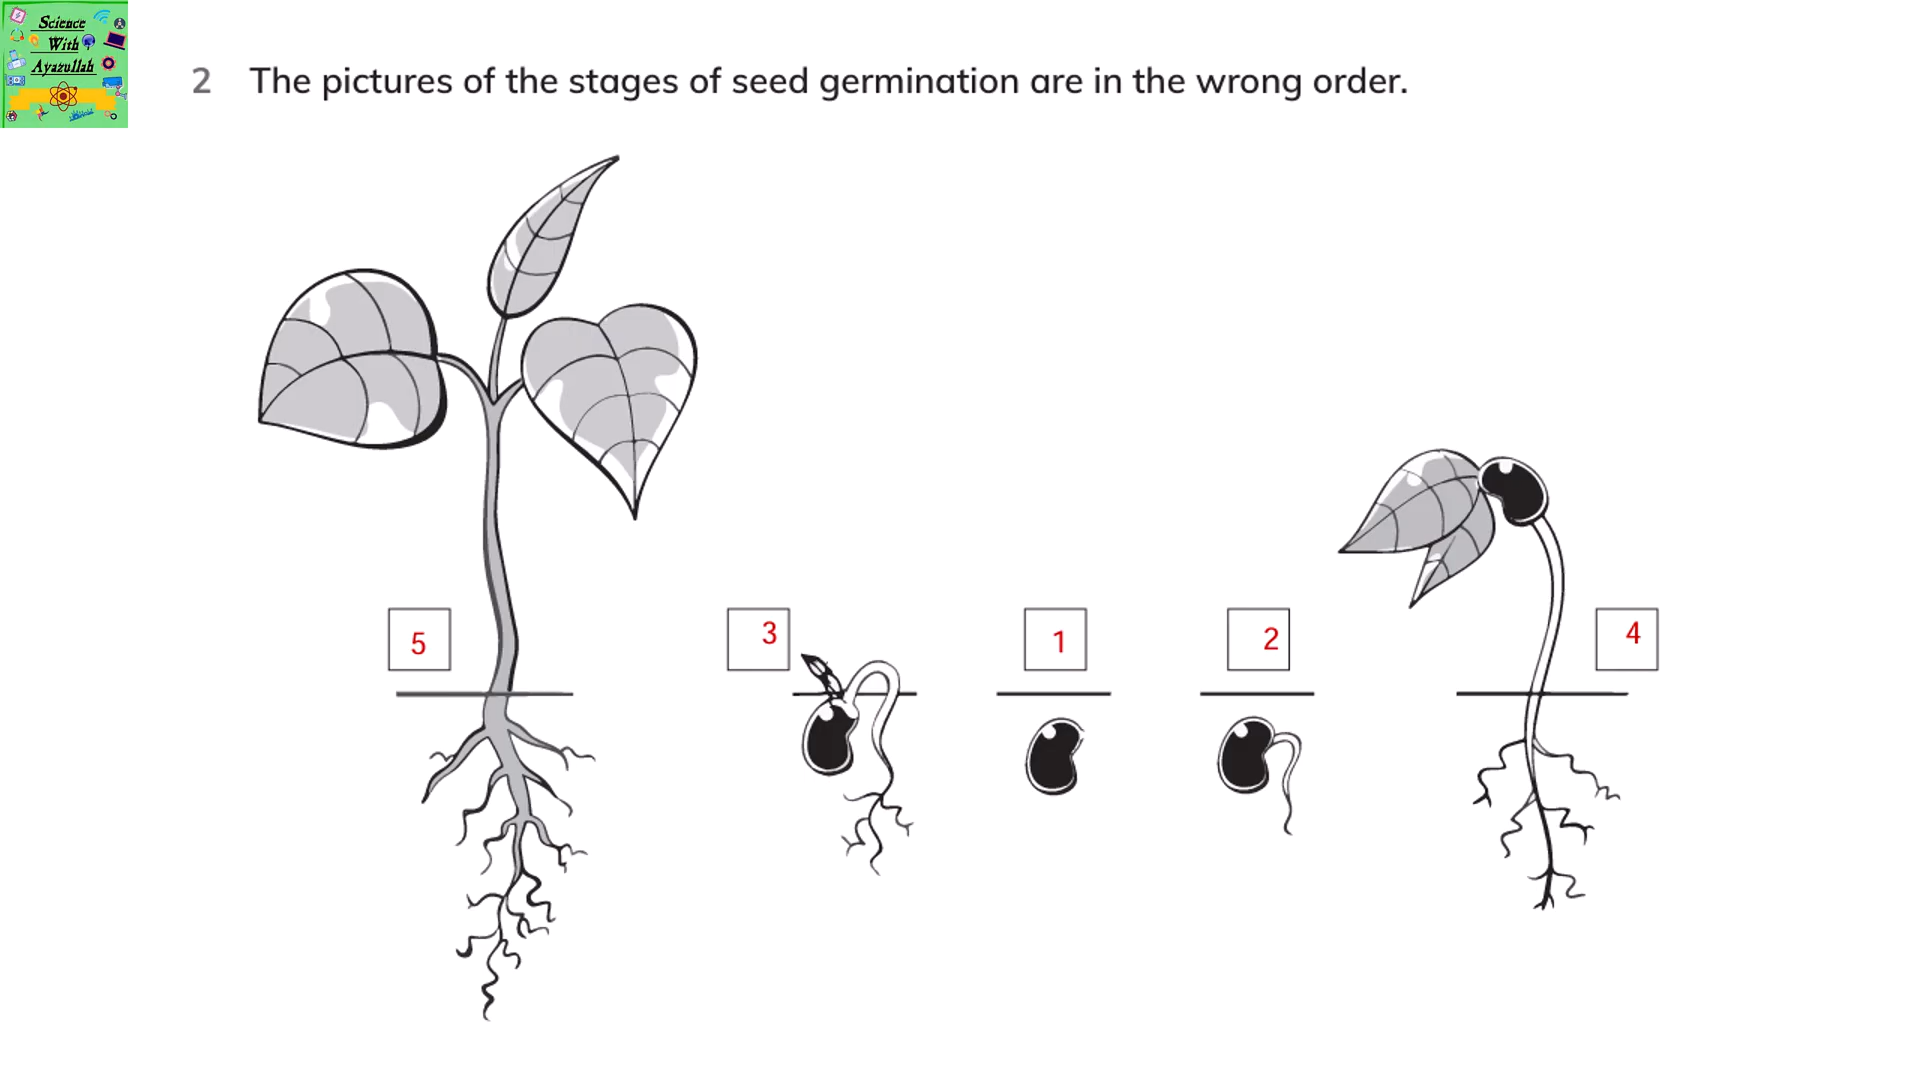 Science
With
Ayazullah
2 The pictures of the stages of seed germination are in the wrong order.
5 3 1 2 4